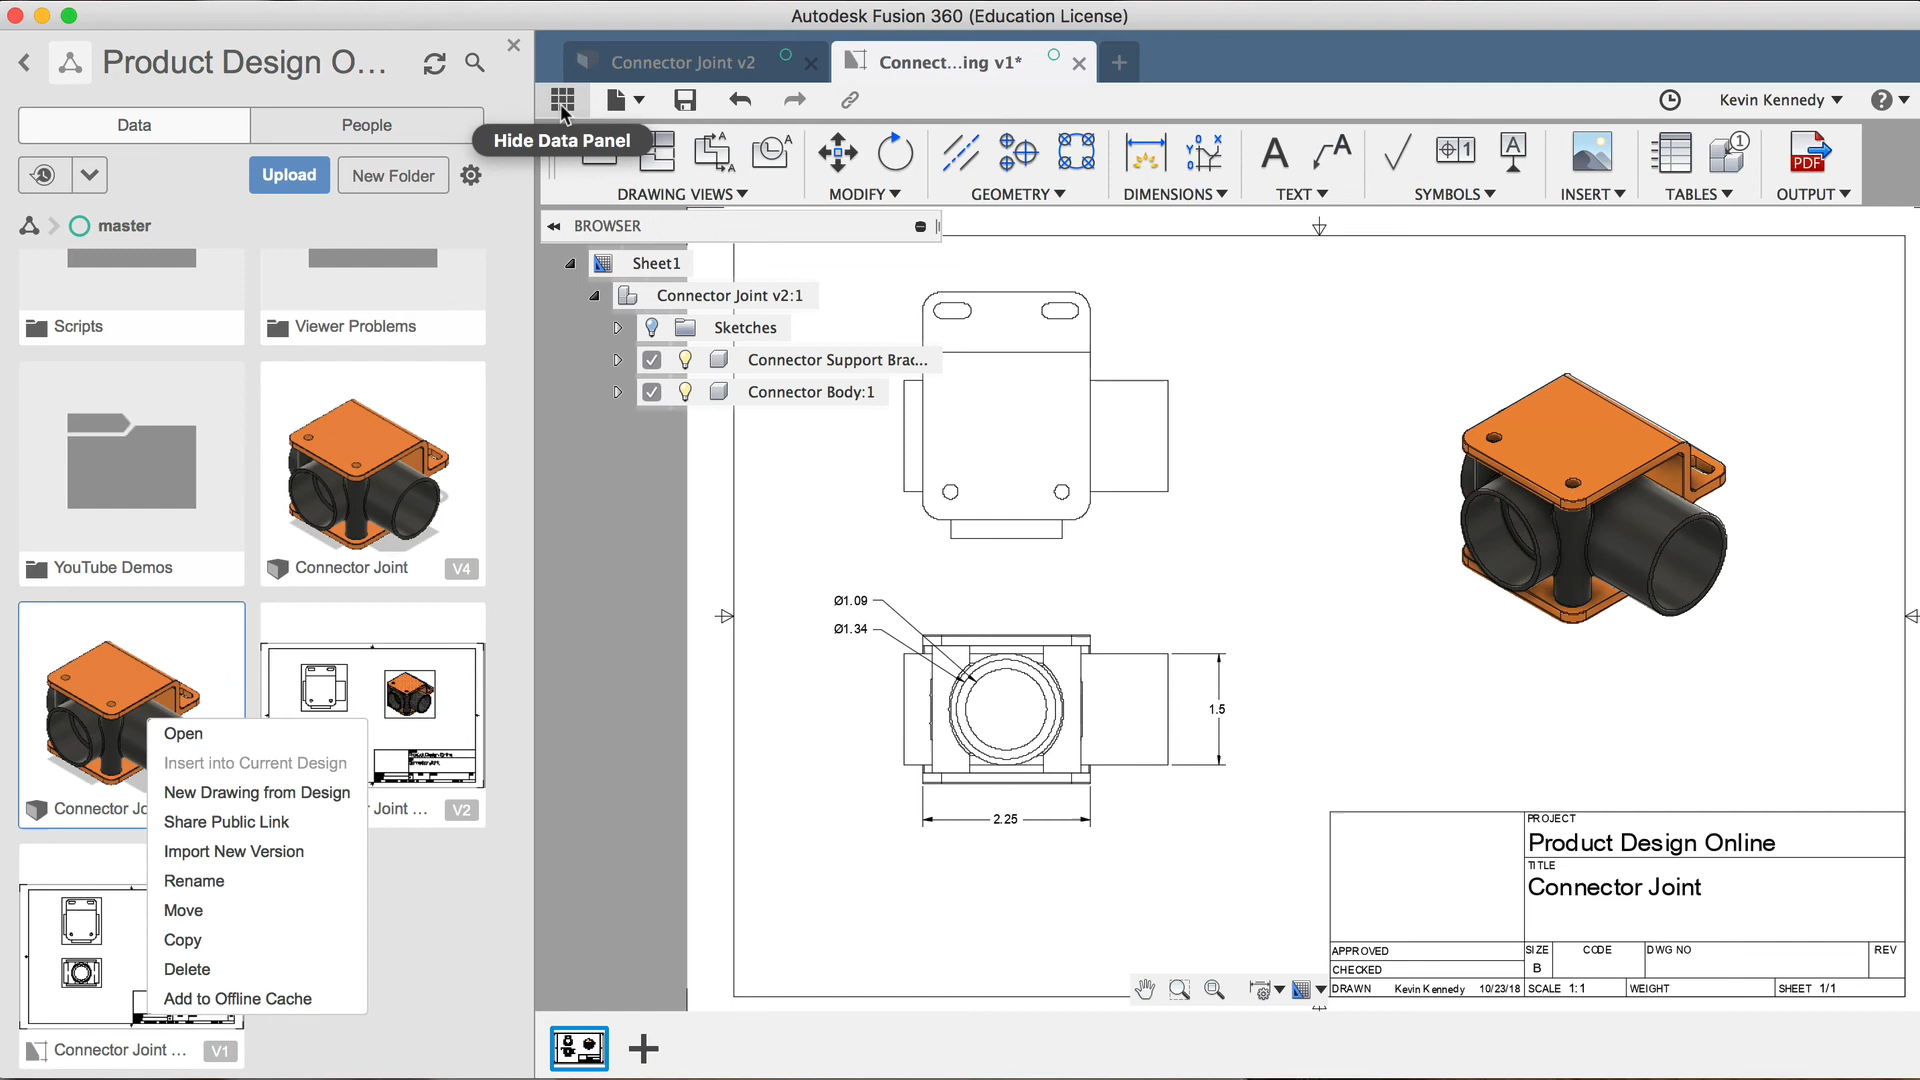 Autodesk Fusion 360 (Education License)
Product Design O...
Connector Joint v2
Connect...ing v1*
Kevin Kennedy
Data
People
Hide Data Panel
Upload
New Folder
master
DRAWING VIEWS
MODIFY
GEOMETRY
DIMENSIONS
TEXT
SYMBOLS
INSERT
TABLES
OUTPUT
PDF
BROWSER
Sheet1
Connector Joint v2:1
Sketches
Connector Support Brac...
Connector Body:1
Scripts
Viewer Problems
YouTube Demos
Connector Joint
V4
Connector Jo
Joint ...
V2
Open
Insert into Current Design
New Drawing from Design
Share Public Link
Import New Version
Rename
Move
Copy
Delete
Add to Offline Cache
Connector Joint ...
V1
Ø1.09
Ø1.34
1.5
2.25
PROJECT
Product Design Online
TITLE
Connector Joint
APPROVED
CHECKED
DRAWN Kevin Kennedy 10/23/18
SIZE
B
CODE
DWG NO
REV
SCALE 1:1
WEIGHT
SHEET 1/1